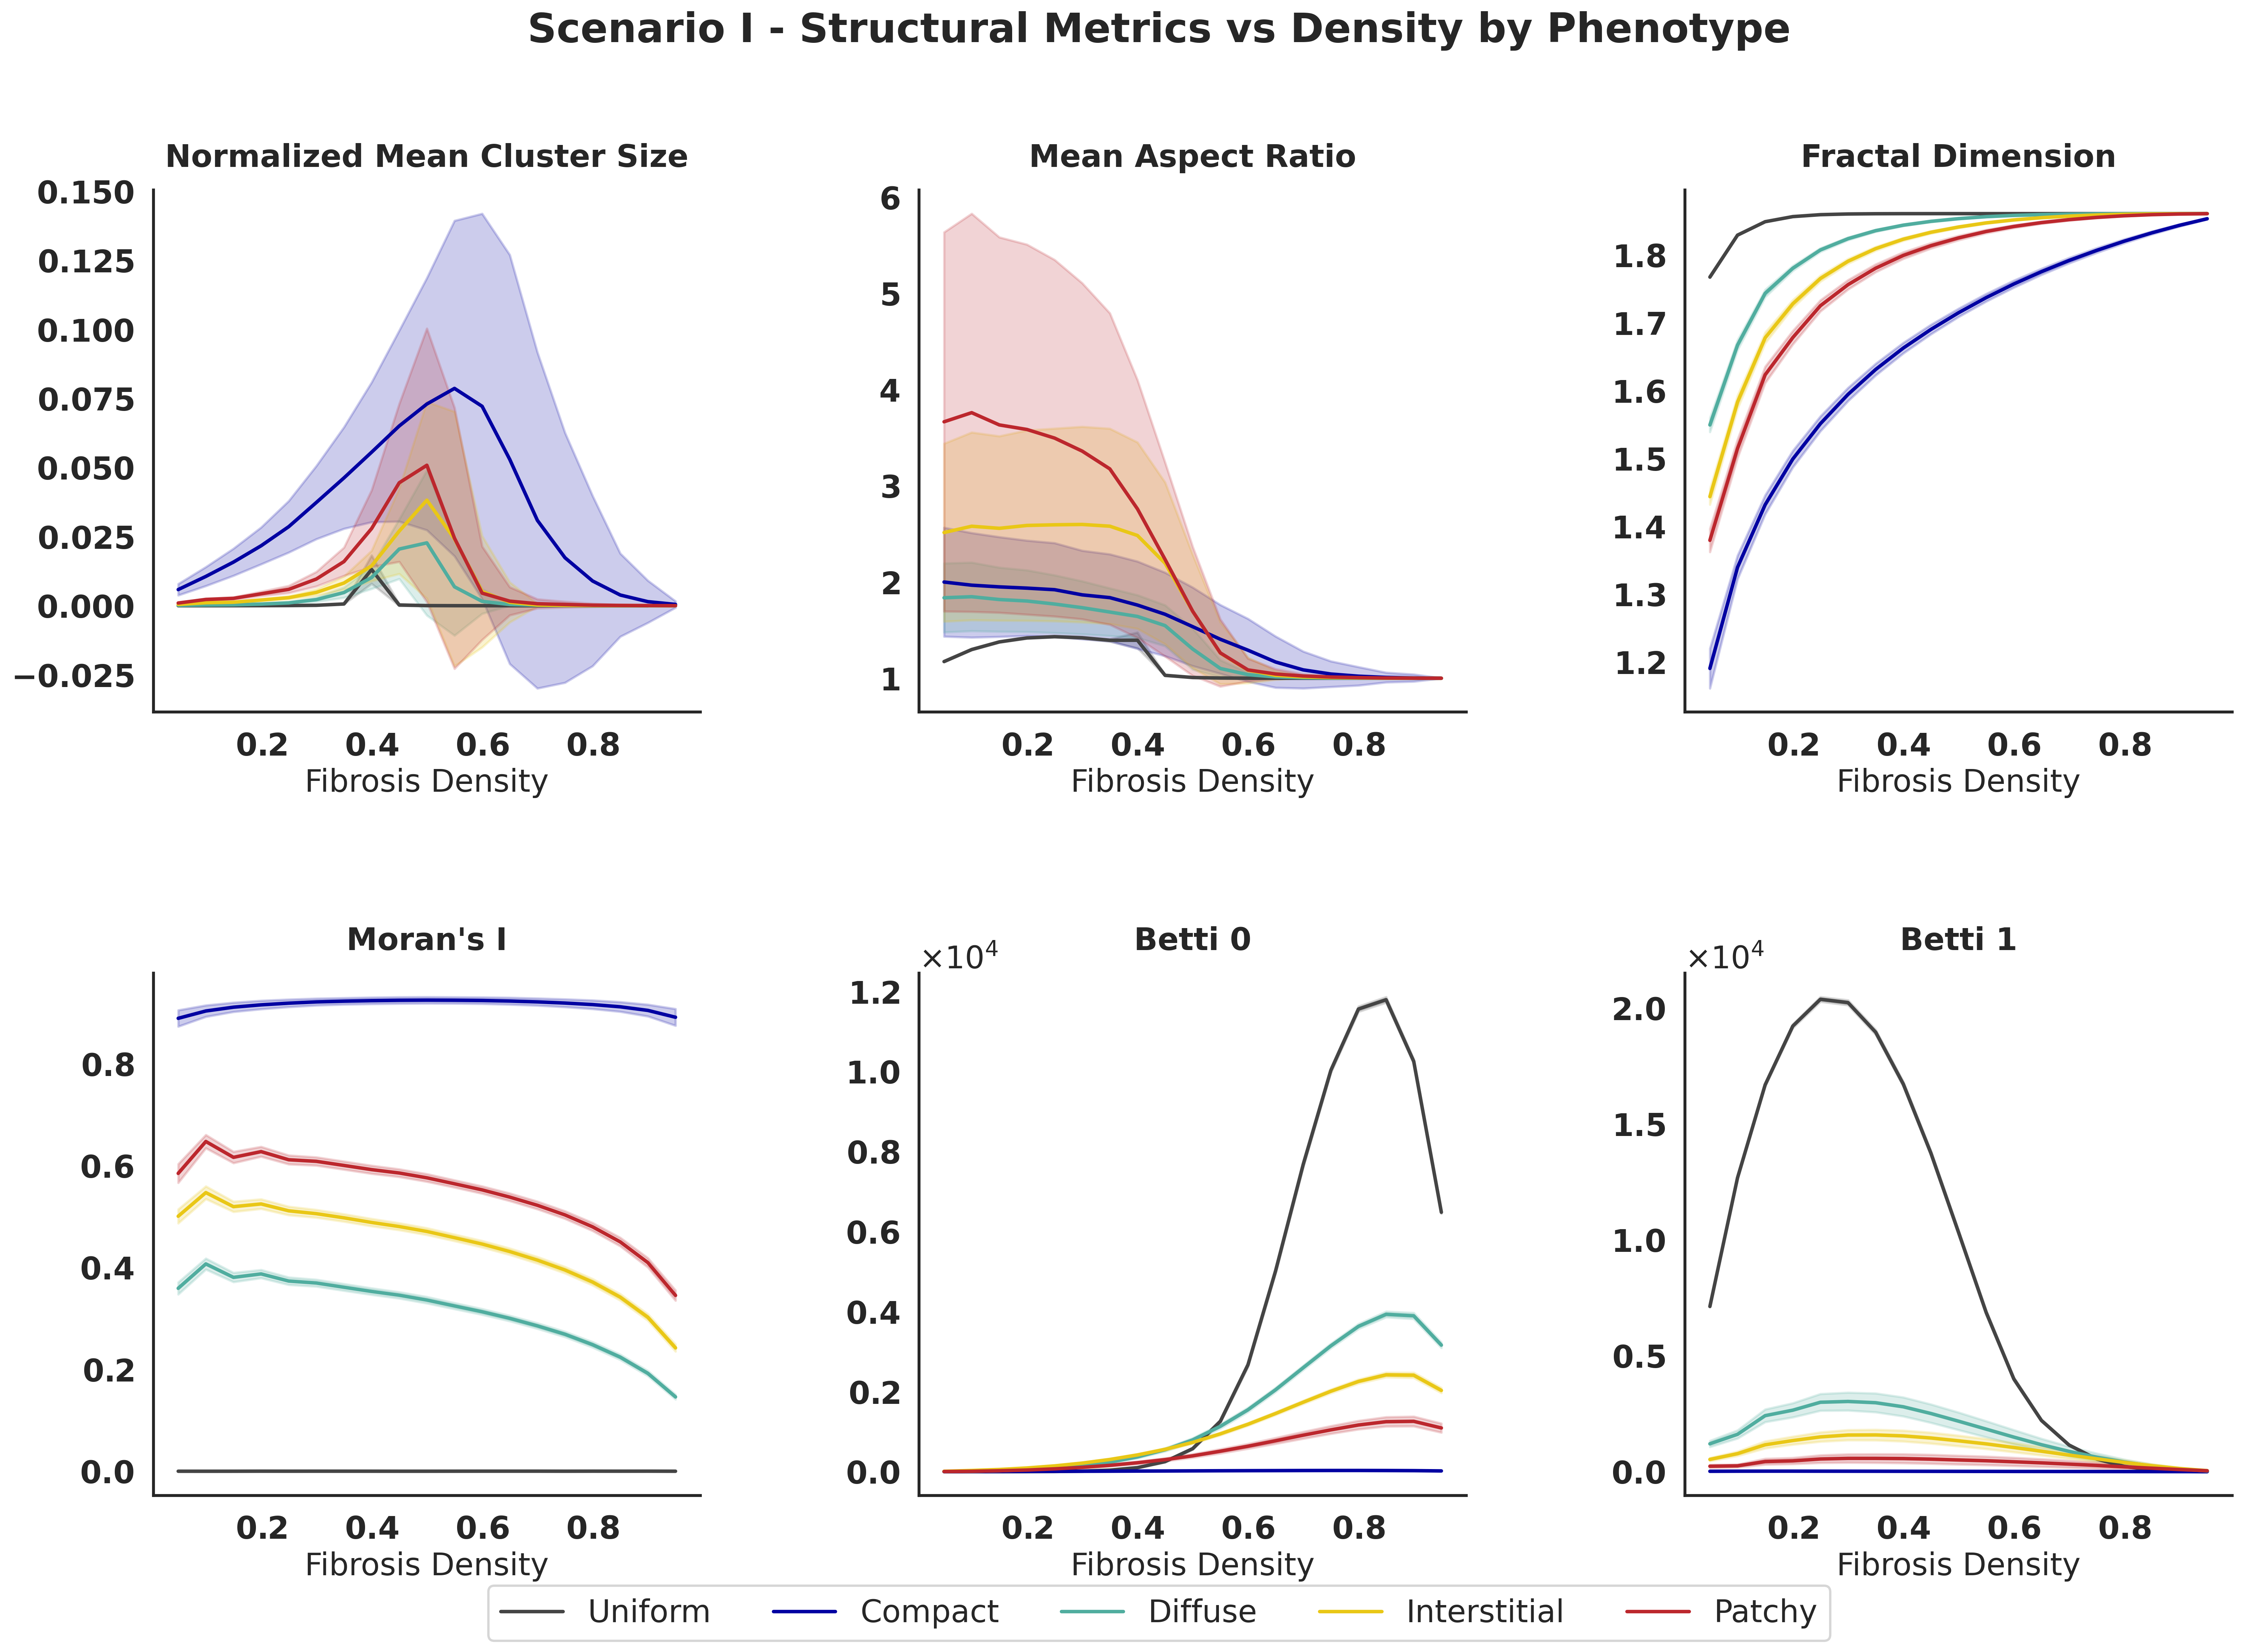 Scenario I - Structural Metrics vs Density by Phenotype
Normalized Mean Cluster Size
0.150
0.125
0.100
0.075
0.050
0.025
0.000
−0.025
0.2 0.4 0.6 0.8
Fibrosis Density
Mean Aspect Ratio
6
5
4
3
2
1
0.2 0.4 0.6 0.8
Fibrosis Density
Fractal Dimension
1.8
1.7
1.6
1.5
1.4
1.3
1.2
0.2 0.4 0.6 0.8
Fibrosis Density
Moran's I
0.8
0.6
0.4
0.2
0.0
0.2 0.4 0.6 0.8
Fibrosis Density
Betti 0
×10⁴
1.2
1.0
0.8
0.6
0.4
0.2
0.0
0.2 0.4 0.6 0.8
Fibrosis Density
Betti 1
×10⁴
2.0
1.5
1.0
0.5
0.0
0.2 0.4 0.6 0.8
Fibrosis Density
Uniform Compact Diffuse Interstitial Patchy